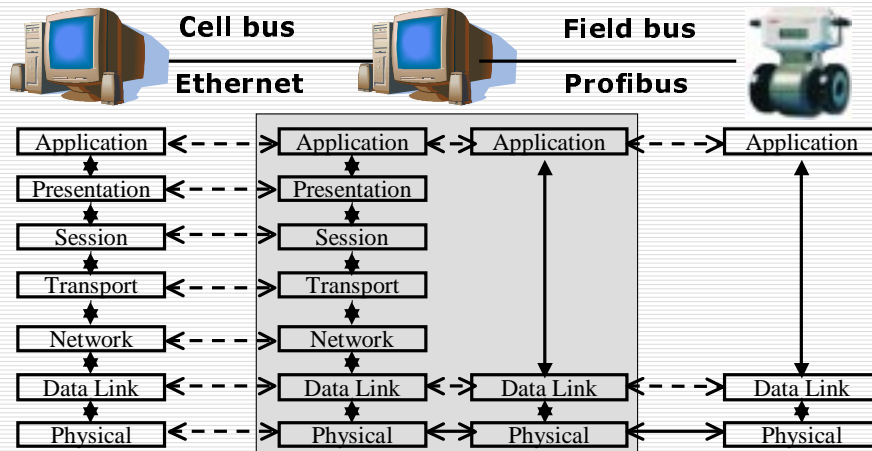 Cell bus
Field bus
Ethernet
Profibus
Application Application Application Application
Presentation Presentation
Session Session
Transport Transport
Network Network
Data Link Data Link Data Link Data Link
Physical Physical Physical Physical